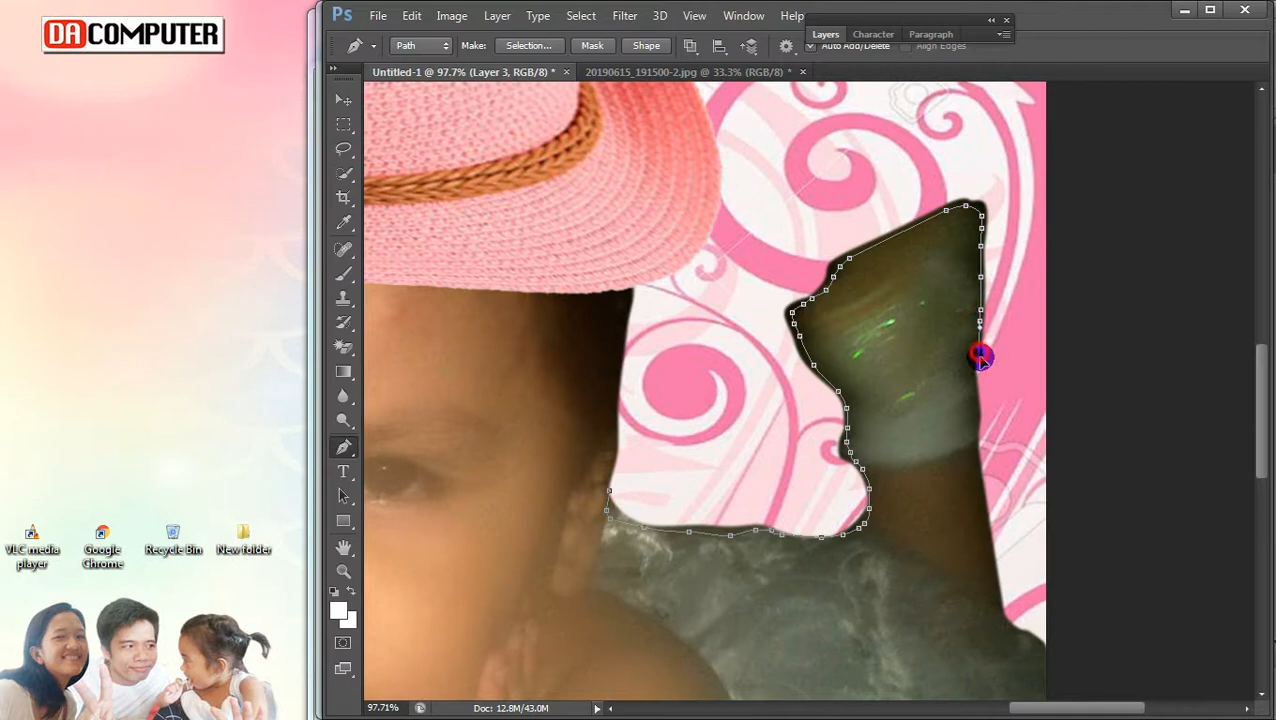 DACOMPUTER
Ps File Edit Image Layer Type Select Filter 3D View Window Help
Layers Character Paragraph
Path Make: Selection... Mask Shape Auto Add/Delete Align Edges
Untitled-1 @ 97.7% (Layer 3, RGB/8) * × 20190615_191500-2.jpg @ 33.3% (RGB/8) * ×
VLC media player
Google Chrome
Recycle Bin
New folder
97.71% Doc: 12.8M/43.0M